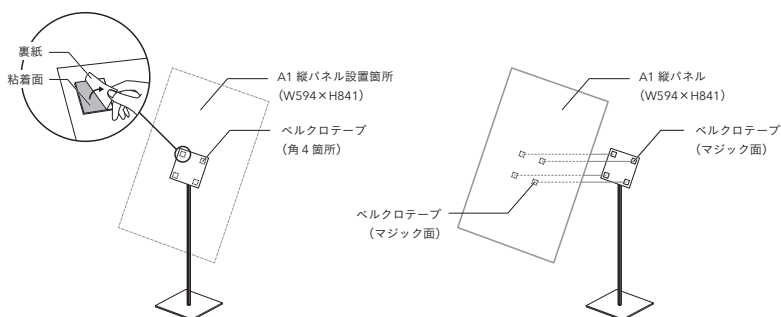 裏紙
粘着面
A1 縦パネル設置箇所
（W594×H841）
ベルクロテープ
（角４箇所）
A1 縦パネル
（W594×H841）
ベルクロテープ
（マジック面）
ベルクロテープ
（マジック面）